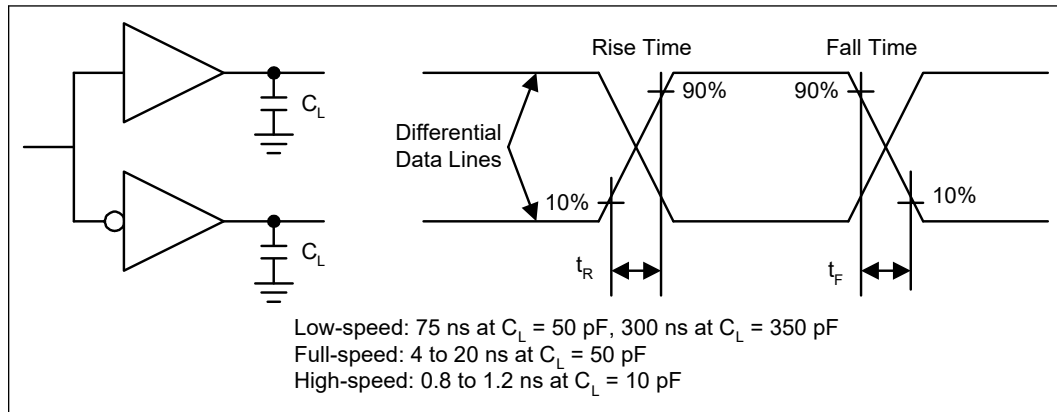 Rise Time
Fall Time
C_L
90%
90%
Differential
Data Lines
10%
10%
C_L
t_R
t_F
Low-speed: 75 ns at C_L = 50 pF, 300 ns at C_L = 350 pF
Full-speed: 4 to 20 ns at C_L = 50 pF
High-speed: 0.8 to 1.2 ns at C_L = 10 pF